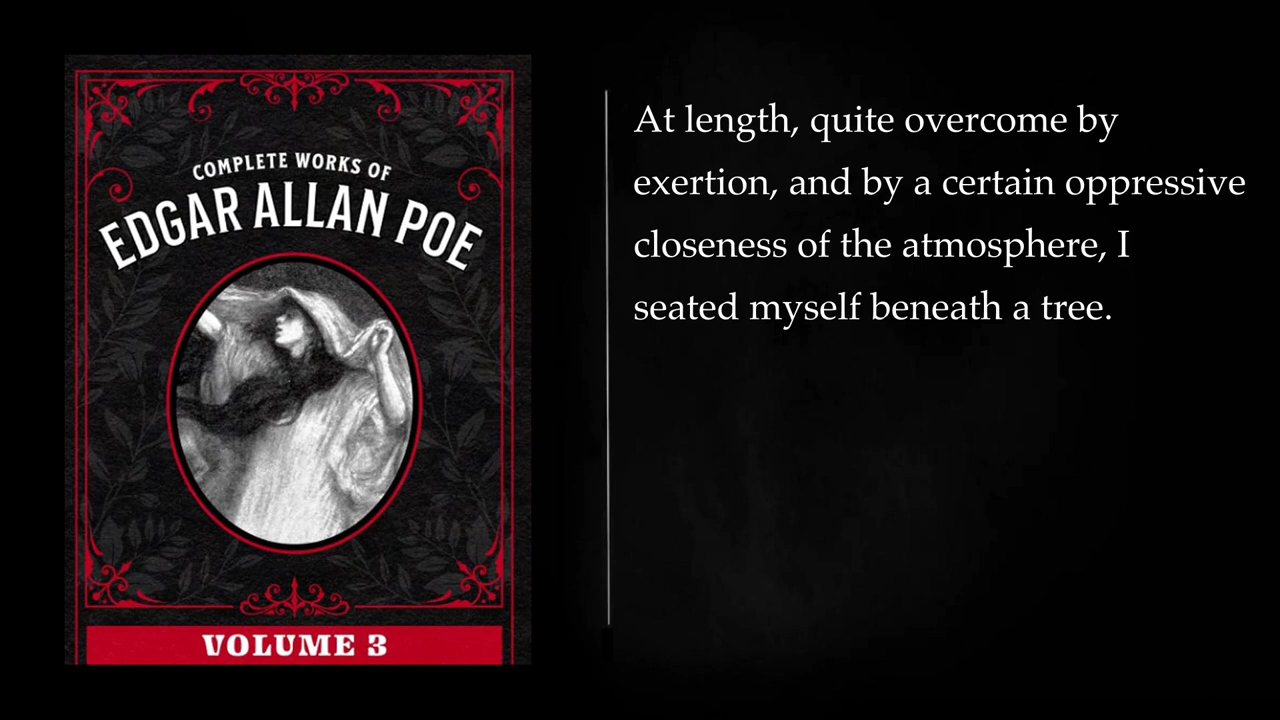 COMPLETE WORKS OF
EDGAR ALLAN POE
VOLUME 3
At length, quite overcome by
exertion, and by a certain oppressive
closeness of the atmosphere, I
seated myself beneath a tree.